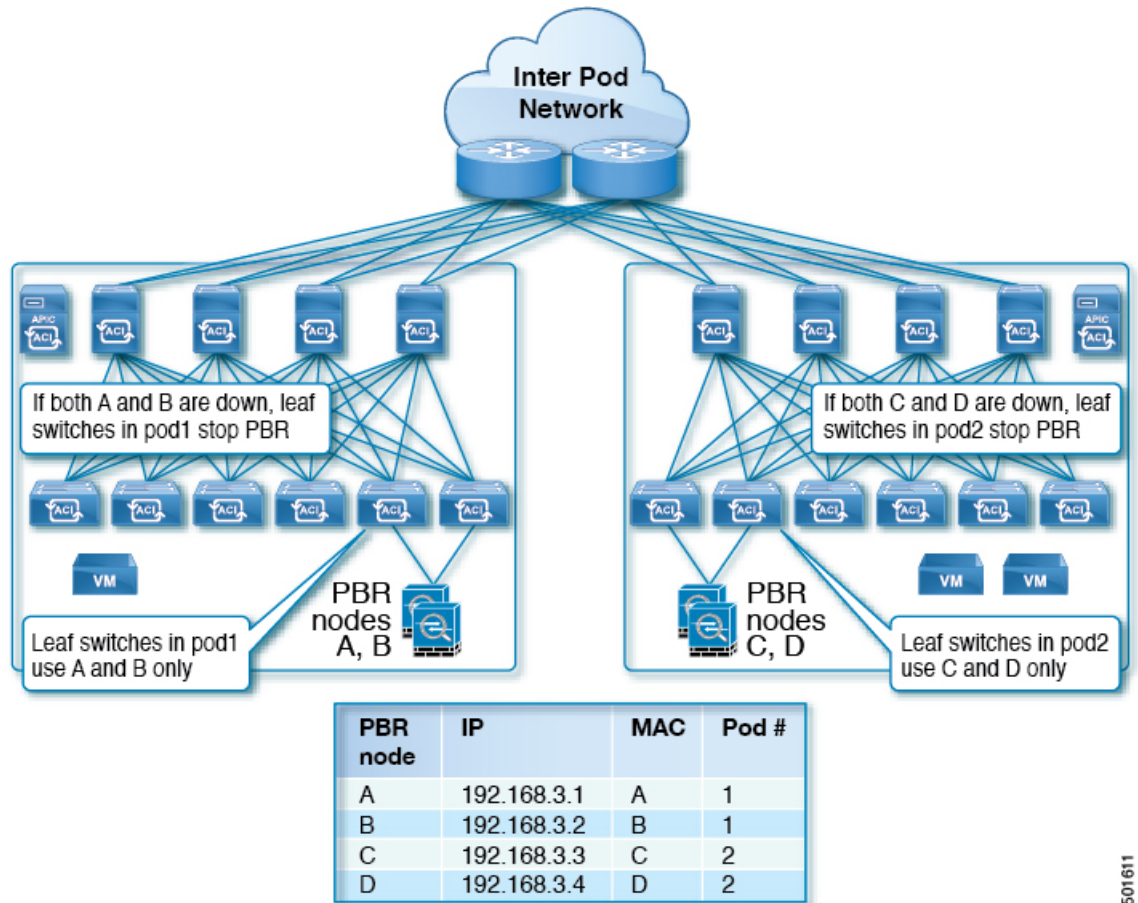 Inter Pod
Network
APIC
ACI
ACI
ACI
ACI
ACI
ACI
ACI
ACI
ACI
APIC
ACI
If both A and B are down, leaf
switches in pod1 stop PBR
If both C and D are down, leaf
switches in pod2 stop PBR
ACI
ACI
ACI
ACI
ACI
ACI
ACI
ACI
ACI
ACI
ACI
ACI
VM
PBR
nodes
A, B
PBR
nodes
C, D
VM
VM
Leaf switches in pod1
use A and B only
Leaf switches in pod2
use C and D only
PBR node IP MAC Pod #
A 192.168.3.1 A 1
B 192.168.3.2 B 1
C 192.168.3.3 C 2
D 192.168.3.4 D 2
501611